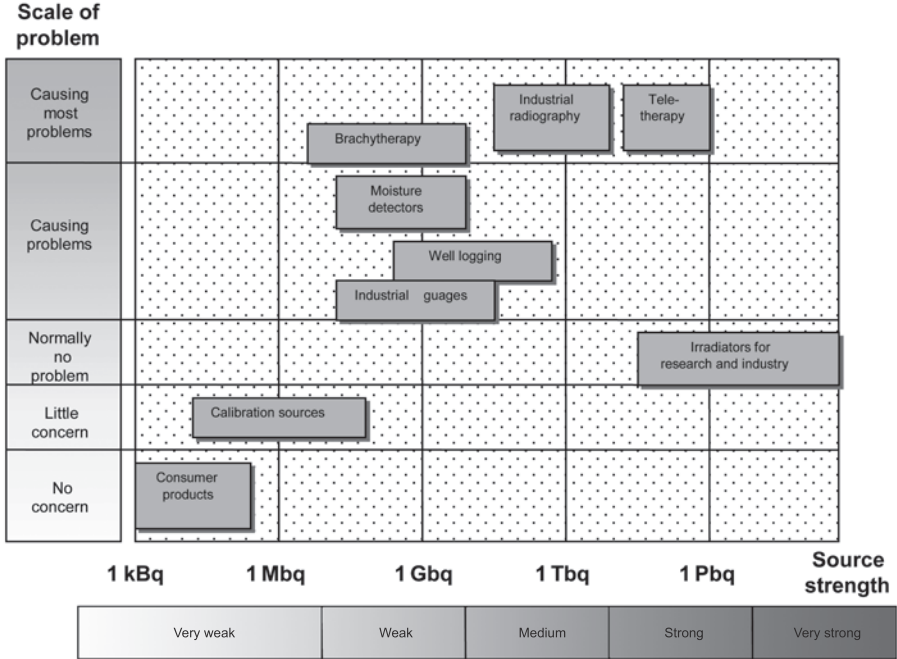 Scale of
problem
Causing
most
problems
Industrial
radiography
Tele-
therapy
Brachytherapy
Causing
problems
Moisture
detectors
Well logging
Industrial guages
Normally
no
problem
Irradiators for
research and industry
Little
concern
Calibration sources
No
concern
Consumer
products
1 kBq
1 Mbq
1 Gbq
1 Tbq
1 Pbq
Source
strength
Very weak
Weak
Medium
Strong
Very strong